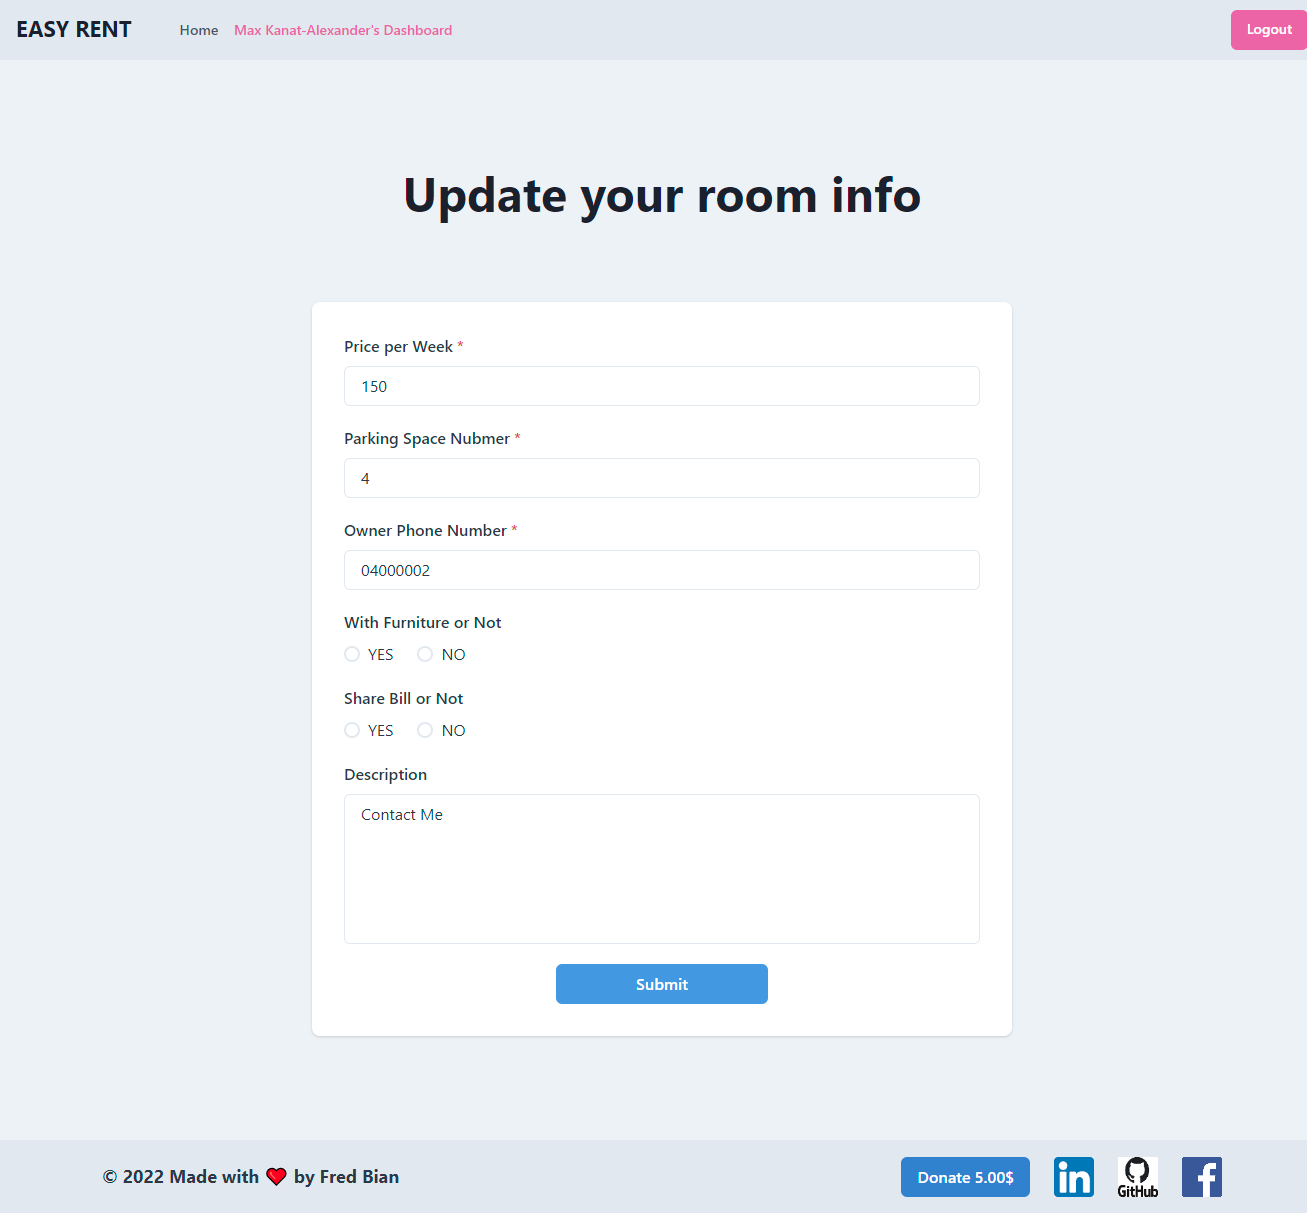 EASY RENT Home Max Kanat-Alexander's Dashboard Logout
Update your room info
Price per Week *
150
Parking Space Nubmer *
4
Owner Phone Number *
04000002
With Furniture or Not
YES NO
Share Bill or Not
YES NO
Description
Contact Me
Submit
© 2022 Made with ❤️ by Fred Bian Donate 5.00$ in GitHub f